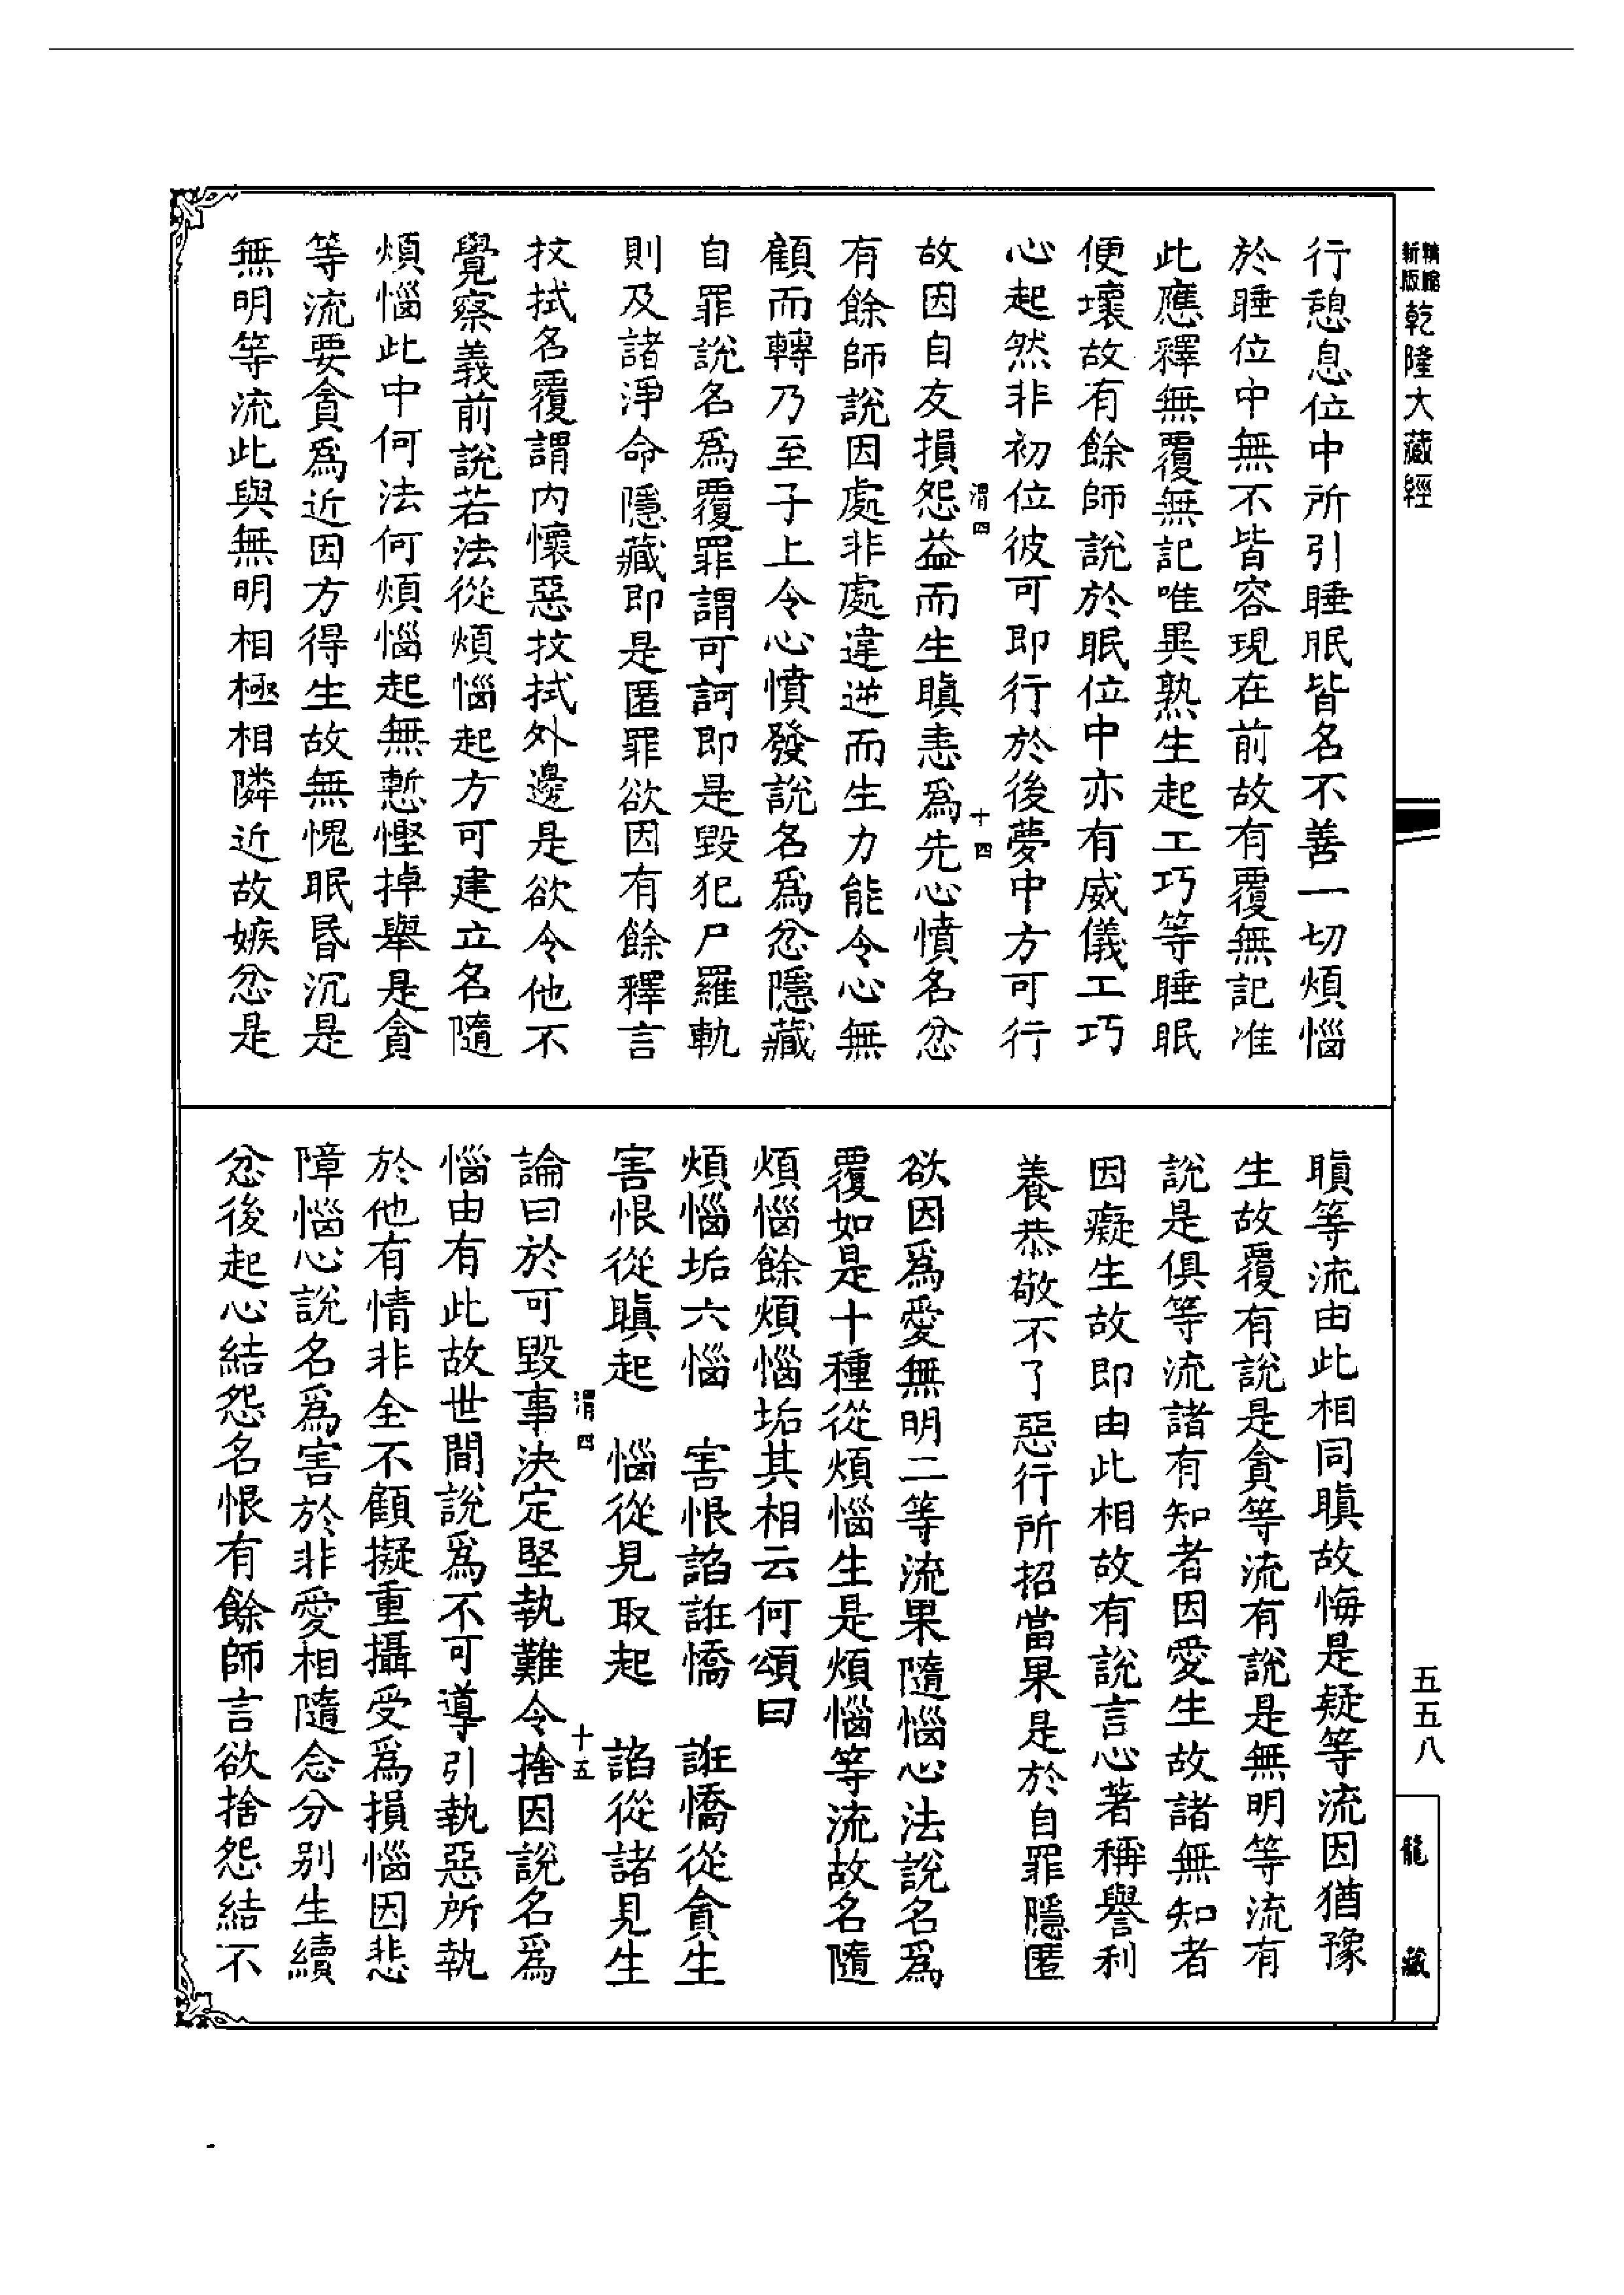 精縮新版乾隆大藏經
行憩息位中所引睡眠皆名不善一切煩惱
於睡位中無不皆容現在前故有覆無記准
此應釋無覆無記唯異熟生起工巧等睡眠
便壞故有餘師說於眠位中亦有威儀工巧
心起然非初位彼可即行於後夢中方可行
渭四 十四
故因自友損怨益而生瞋恚爲先心憤名忿
有餘師說因處非處違逆而生力能令心無
顧而轉乃至子上令心憤發說名爲忿隱藏
自罪說名爲覆罪謂可訶即是毀犯尸羅軌
則及諸淨命隱藏即是匿罪欲因有餘釋言
抆拭名覆謂内懷惡抆拭外邊是欲令他不
覺察義前說若法從煩惱起方可建立名隨
煩惱此中何法何煩惱起無慙慳掉舉是貪
等流要貪爲近因方得生故無愧眠昏沉是
無明等流此與無明相極相隣近故嫉忿是
瞋等流由此相同瞋故悔是疑等流因猶豫
生故覆有說是貪等流有說是無明等流有
說是俱等流諸有知者因愛生故諸無知者
因癡生故即由此相故有說言心著稱譽利
養恭敬不了惡行所招當果是於自罪隱匿
欲因爲愛無明二等流果隨惱心法說名爲
覆如是十種從煩惱生是煩惱等流故名隨
煩惱餘煩惱垢其相云何頌曰
煩惱垢六惱 害恨諂誑憍 誑憍從貪生
害恨從瞋起 惱從見取起 諂從諸見生
渭四 十五
論曰於可毀事決定堅執難令捨因說名爲
惱由有此故世間說爲不可導引執惡所執
於他有情非全不顧擬重攝受爲損惱因悲
障惱心說名爲害於非愛相隨念分別生續
忿後起心結怨名恨有餘師言欲捨怨結不
五五八
龍藏